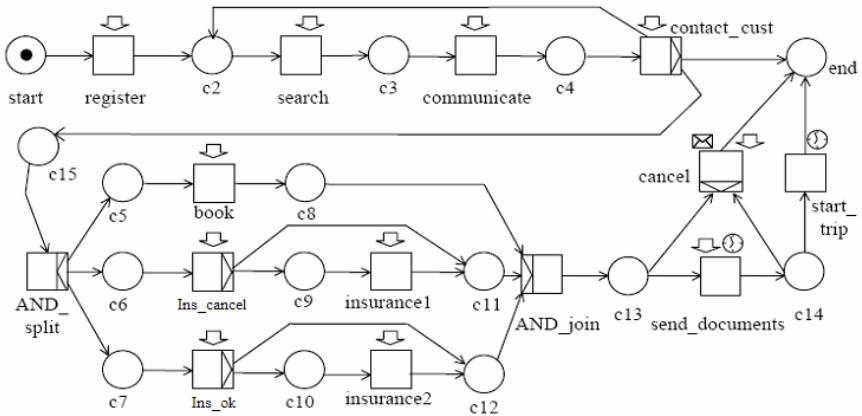 contact_cust
start
register
c2
search
c3
communicate
c4
end
c15
c5
book
c8
cancel
start_
trip
AND_
split
c6
Ins_cancel
c9
insurance1
c11
AND_join
c13
send_documents
c14
c7
Ins_ok
c10
insurance2
c12